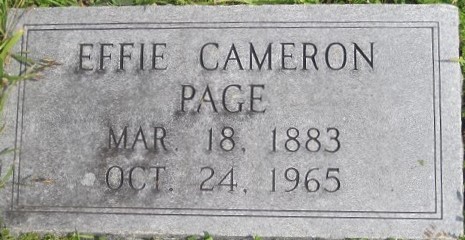 EFFIE CAMERON
PAGE
MAR. 18, 1883
OCT. 24, 1965